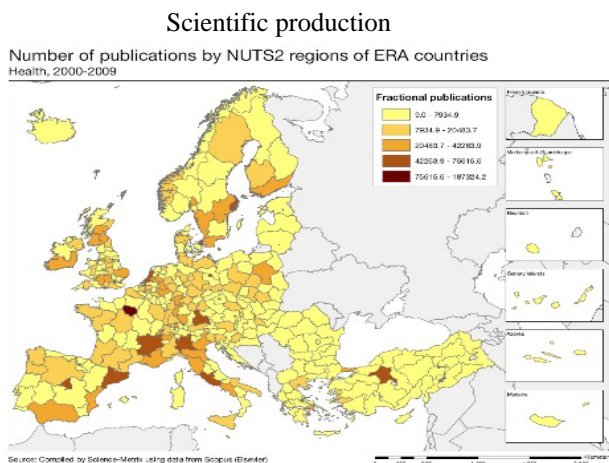 Scientific production
Number of publications by NUTS2 regions of ERA countries
Health, 2000-2009
Fractional publications
9.0 - 7934.9
7934.9 - 20483.7
20483.7 - 42263.9
42263.9 - 75616.6
75616.6 - 187324.2
French Guiana
Martinique & Guadeloupe
Réunion
Canary Islands
Azores
Madeira
Source: Compiled by Science-Metrix using data from Scopus (Elsevier)